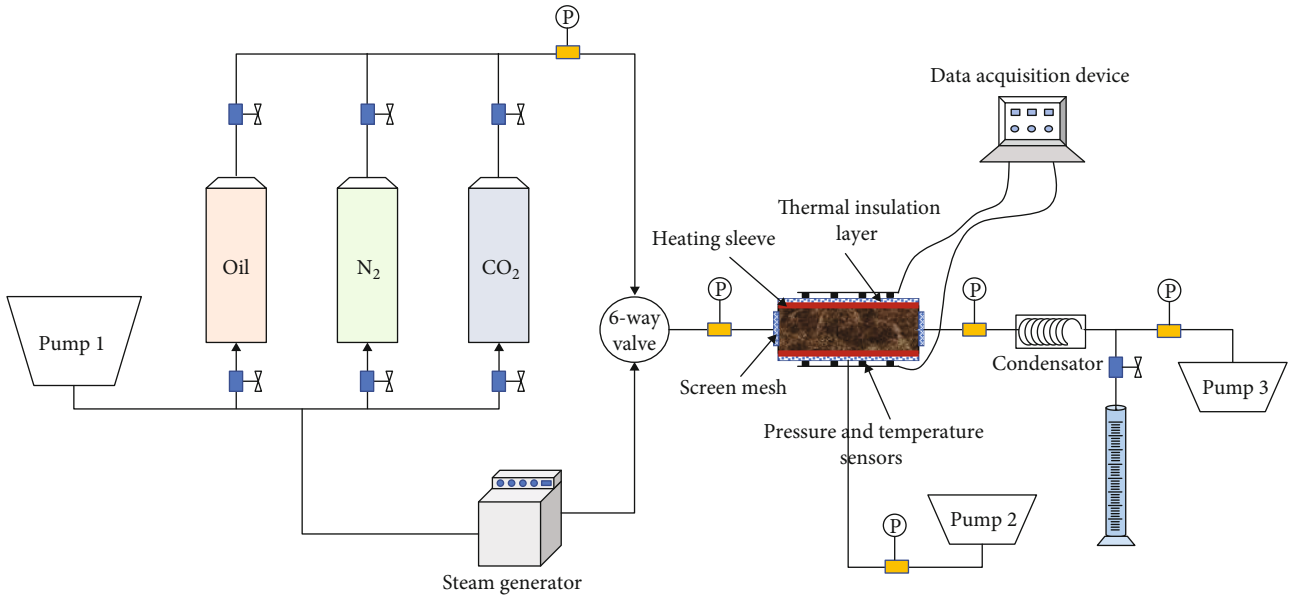 P
Data acquisition device
Thermal insulation
layer
Heating sleeve
Oil
N₂
CO₂
P
P
P
6-way
valve
Pump 1
Condensator
Screen mesh
Pump 3
Pressure and temperature
sensors
P
Pump 2
Steam generator